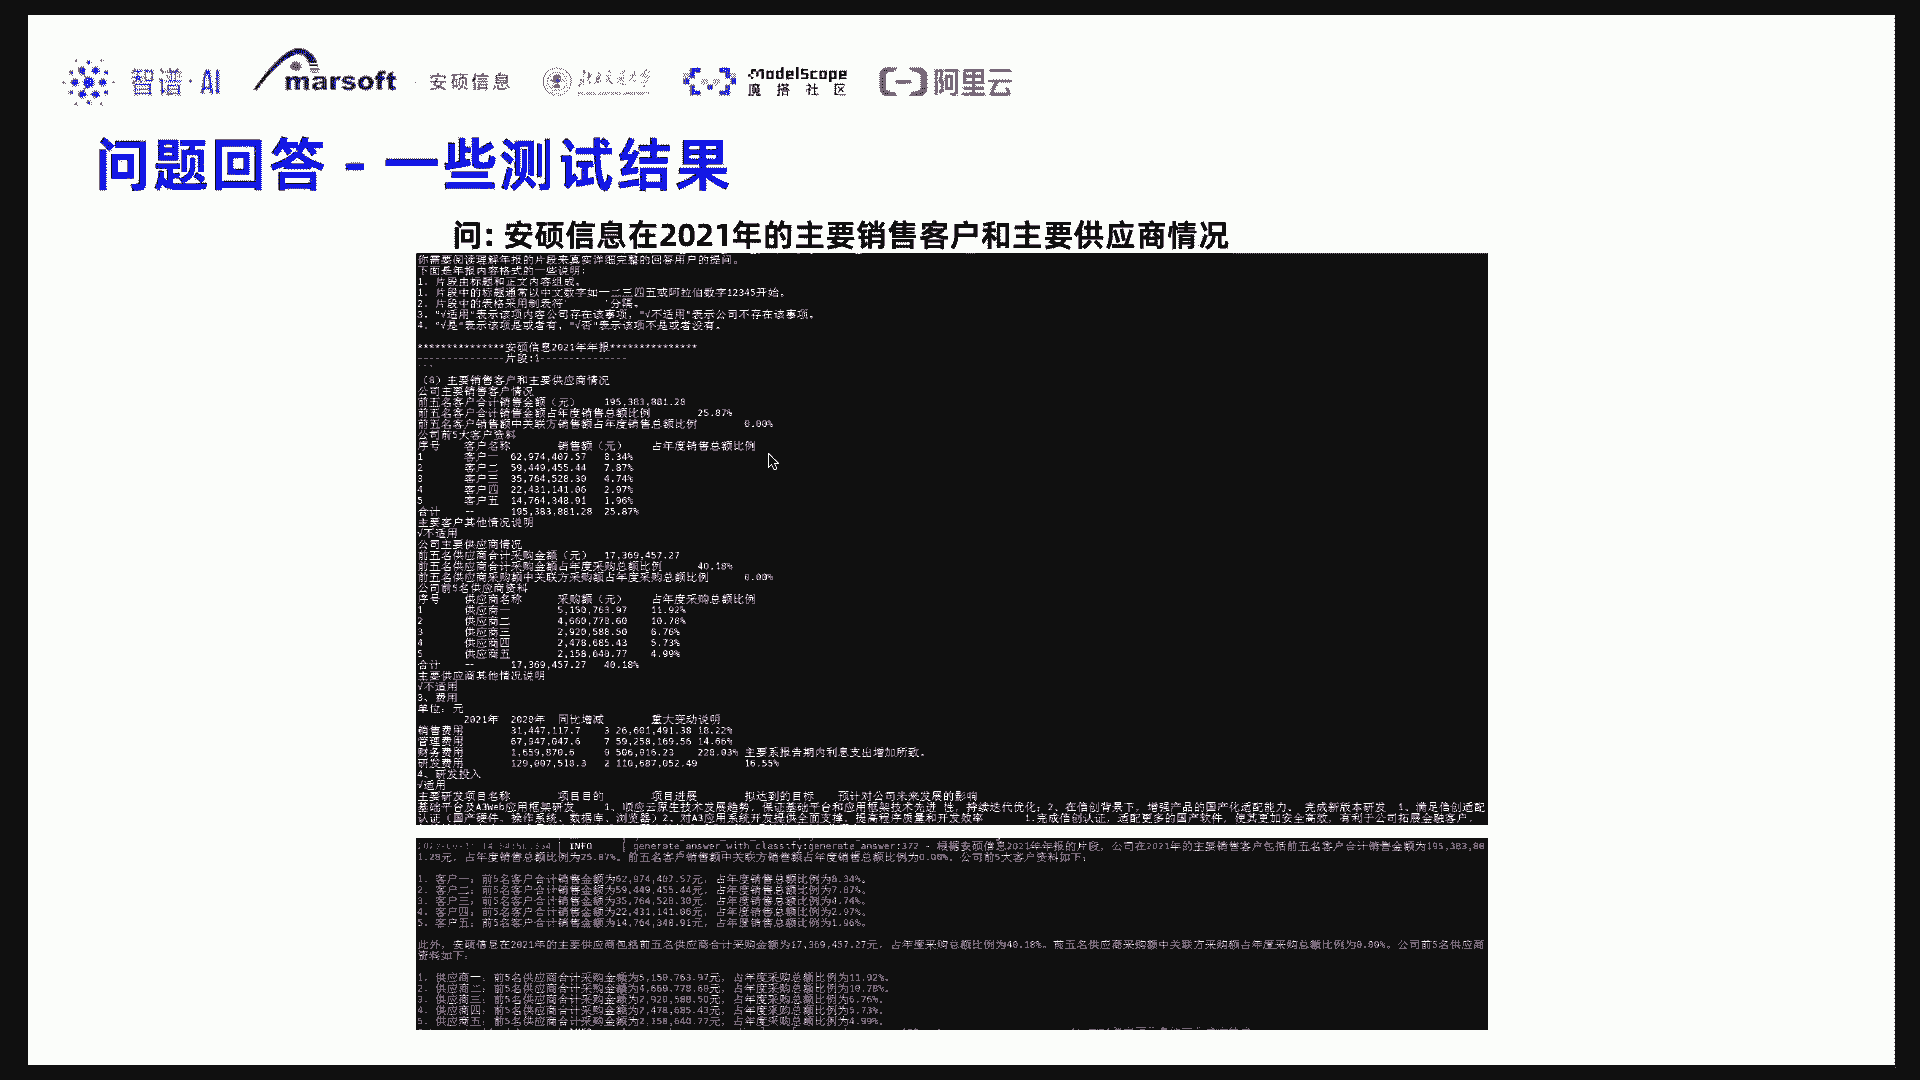 智谱·AI marsoft · 安硕信息 ModelScope 魔搭社区 阿里云
问题回答 - 一些测试结果
问: 安硕信息在2021年的主要销售客户和主要供应商情况
你需要阅读理解年报的片段来真实详细完整的回答用户的提问。
下面是年报内容格式的一些说明:
1. 片段由标题和正文内容组成。
1. 片段中的标题通常以中文数字如一二三四五或阿拉伯数字12345开始。
2. 片段中的表格采用制表符' '分隔。
3. "√适用"表示该项内容公司存在该事项, "√不适用"表示公司不存在该事项。
4. "√是"表示该项是或者有, "√否"表示该项不是或者没有。
***************安硕信息2021年年报***************
---------------片段:1---------------
```
(8) 主要销售客户和主要供应商情况
公司主要销售客户情况
前五名客户合计销售金额(元) 195,383,881.28
前五名客户合计销售金额占年度销售总额比例 25.87%
前五名客户销售额中关联方销售额占年度销售总额比例 0.00%
公司前5大客户资料
序号 客户名称 销售额(元) 占年度销售总额比例
1 客户一 62,974,407.57 8.34%
2 客户二 59,449,455.44 7.87%
3 客户三 35,764,528.30 4.74%
4 客户四 22,431,141.06 2.97%
5 客户五 14,764,348.91 1.96%
合计 -- 195,383,881.28 25.87%
主要客户其他情况说明
√不适用
公司主要供应商情况
前五名供应商合计采购金额(元) 17,369,457.27
前五名供应商合计采购金额占年度采购总额比例 40.18%
前五名供应商采购额中关联方采购额占年度采购总额比例 0.00%
公司前5名供应商资料
序号 供应商名称 采购额(元) 占年度采购总额比例
1 供应商一 5,150,763.97 11.92%
2 供应商二 4,660,778.60 10.78%
3 供应商三 2,920,588.50 6.76%
4 供应商四 2,478,685.43 5.73%
5 供应商五 2,158,640.77 4.99%
合计 -- 17,369,457.27 40.18%
主要供应商其他情况说明
√不适用
3、费用
单位: 元
2021年 2020年 同比增减 重大变动说明
销售费用 31,447,117.7 3 26,601,491.38 18.22%
管理费用 67,947,047.6 7 59,258,169.56 14.66%
财务费用 1,659,870.6 9 506,016.23 228.03% 主要系报告期内利息支出增加所致。
研发费用 129,007,518.3 2 110,687,052.49 16.55%
4、研发投入
√适用
主要研发项目名称 项目目的 项目进展 拟达到的目标 预计对公司未来发展的影响
基础平台及A3Web应用框架研发 1、顺应云原生技术发展趋势, 保证基础平台和应用框架技术先进 性, 持续迭代优化; 2、在信创背景下, 增强产品的国产化适配能力。 完成新版本研发 1、满足信创适配
认证(国产硬件、操作系统、数据库、浏览器)2、对A3应用系统开发提供全面支撑, 提高程序质量和开发效率 1.完成信创认证, 适配更多的国产软件, 使其更加安全高效, 有利于公司拓展金融客户,
| INFO | generate_answer_with_classify:generate_answer:372 - 根据安硕信息2021年年报的片段, 公司在2021年的主要销售客户包括前五名客户合计销售金额为195,383,88
1.28元, 占年度销售总额比例为25.87%。前五名客户销售额中关联方销售额占年度销售总额比例为0.00%。公司前5大客户资料如下:
1. 客户一: 前5名客户合计销售金额为62,974,407.57元, 占年度销售总额比例为8.34%。
2. 客户二: 前5名客户合计销售金额为59,449,455.44元, 占年度销售总额比例为7.87%。
3. 客户三: 前5名客户合计销售金额为35,764,528.30元, 占年度销售总额比例为4.74%。
4. 客户四: 前5名客户合计销售金额为22,431,141.06元, 占年度销售总额比例为2.97%。
5. 客户五: 前5名客户合计销售金额为14,764,348.91元, 占年度销售总额比例为1.96%。
此外, 安硕信息在2021年的主要供应商包括前五名供应商合计采购金额为17,369,457.27元, 占年度采购总额比例为40.18%。前五名供应商采购额中关联方采购额占年度采购总额比例为0.00%。公司前5名供应商
资料如下:
1. 供应商一: 前5名供应商合计采购金额为5,150,763.97元, 占年度采购总额比例为11.92%。
2. 供应商二: 前5名供应商合计采购金额为4,660,778.60元, 占年度采购总额比例为10.78%。
3. 供应商三: 前5名供应商合计采购金额为2,920,588.50元, 占年度采购总额比例为6.76%。
4. 供应商四: 前5名供应商合计采购金额为2,478,685.43元, 占年度采购总额比例为5.73%。
5. 供应商五: 前5名供应商合计采购金额为2,158,640.77元, 占年度采购总额比例为4.99%。